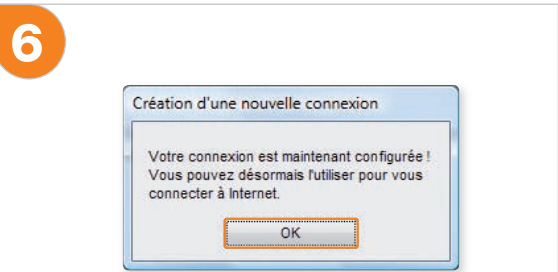 6
Création d'une nouvelle connexion
Votre connexion est maintenant configurée !
Vous pouvez désormais l'utiliser pour vous
connecter à Internet.
OK